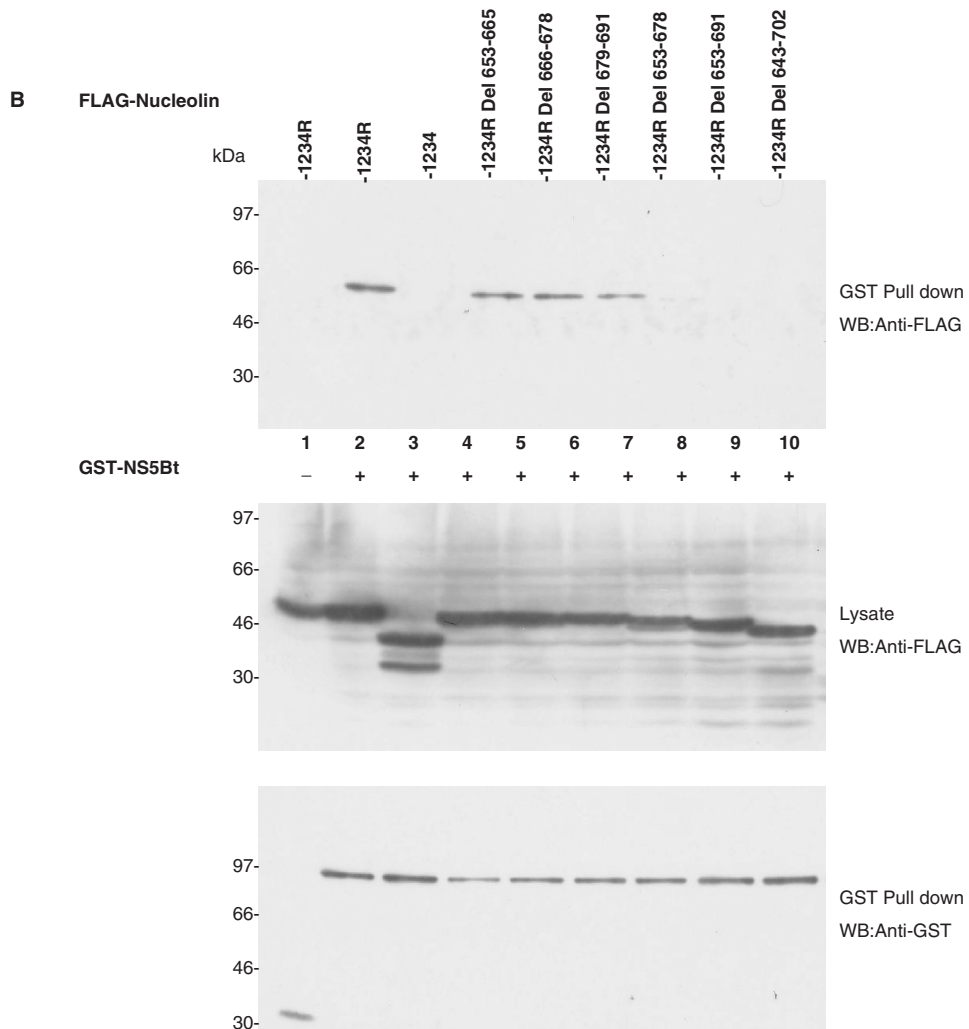 B FLAG-Nucleolin
kDa
-1234R
-1234R
-1234
-1234R Del 653-665
-1234R Del 666-678
-1234R Del 679-691
-1234R Del 653-678
-1234R Del 653-691
-1234R Del 643-702
97-
66-
46-
30-
GST Pull down
WB:Anti-FLAG
1 2 3 4 5 6 7 8 9 10
GST-NS5Bt – + + + + + + + + +
97-
66-
46-
30-
Lysate
WB:Anti-FLAG
97-
66-
46-
30-
GST Pull down
WB:Anti-GST